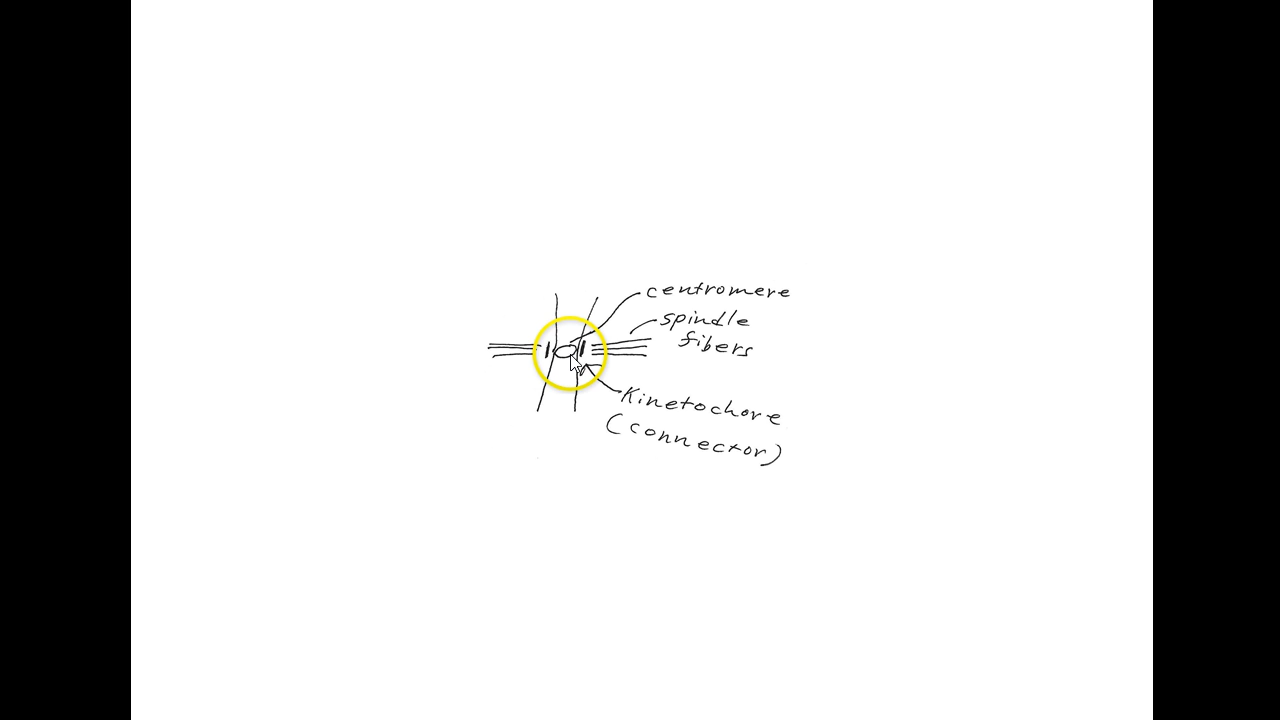 centromere
spindle
fibers
Kinetochore
(connector)